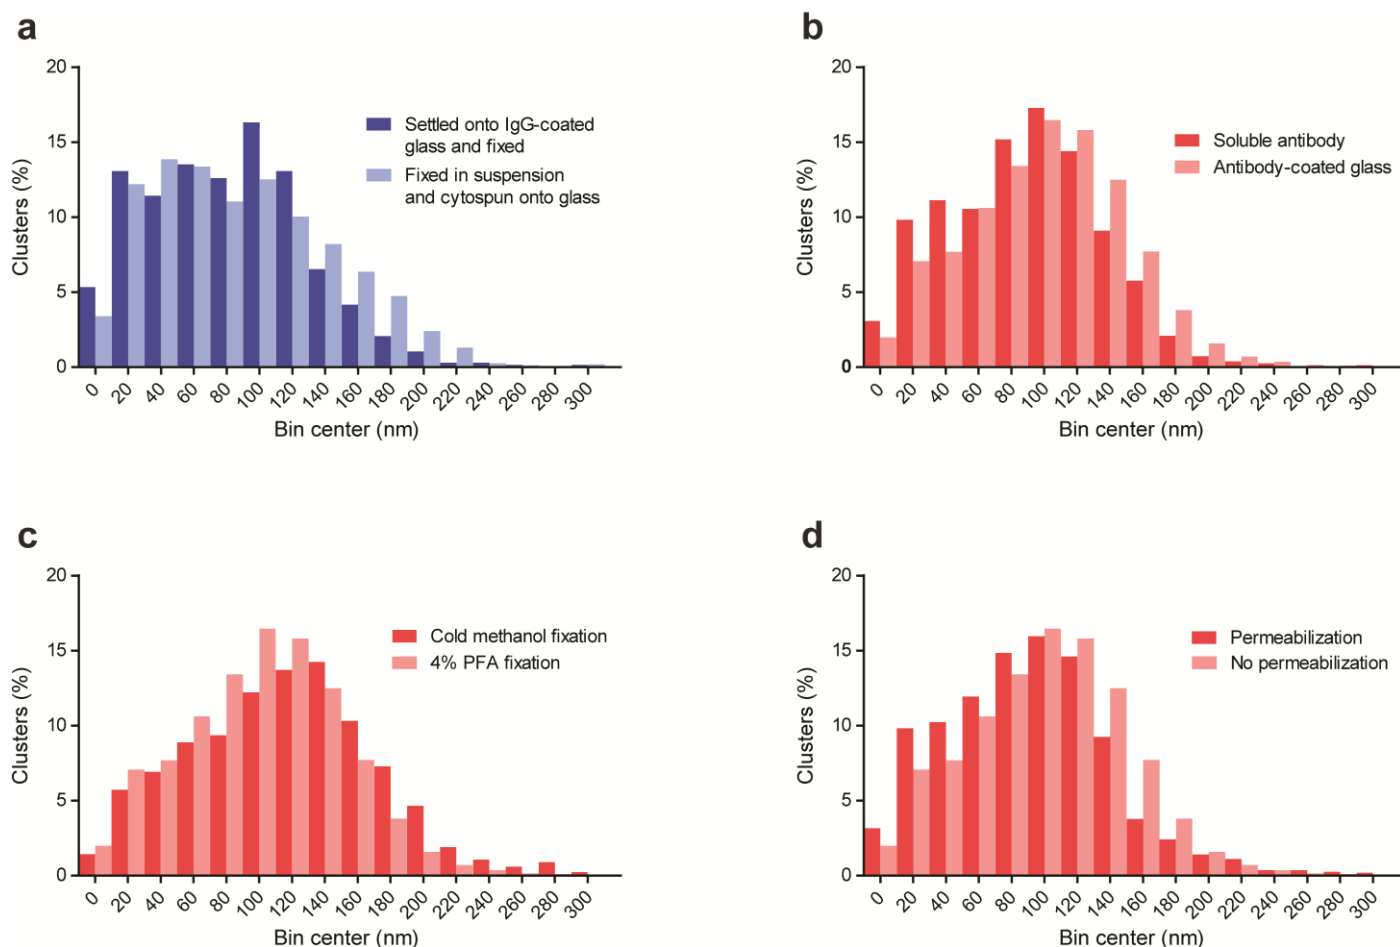 a
20
15
10
5
0
Clusters (%)
Settled onto IgG-coated
glass and fixed
Fixed in suspension
and cytospun onto glass
0 20 40 60 80 100 120 140 160 180 200 220 240 260 280 300
Bin center (nm)
b
20
15
10
5
0
Clusters (%)
Soluble antibody
Antibody-coated glass
0 20 40 60 80 100 120 140 160 180 200 220 240 260 280 300
Bin center (nm)
c
20
15
10
5
0
Clusters (%)
Cold methanol fixation
4% PFA fixation
0 20 40 60 80 100 120 140 160 180 200 220 240 260 280 300
Bin center (nm)
d
20
15
10
5
0
Clusters (%)
Permeabilization
No permeabilization
0 20 40 60 80 100 120 140 160 180 200 220 240 260 280 300
Bin center (nm)